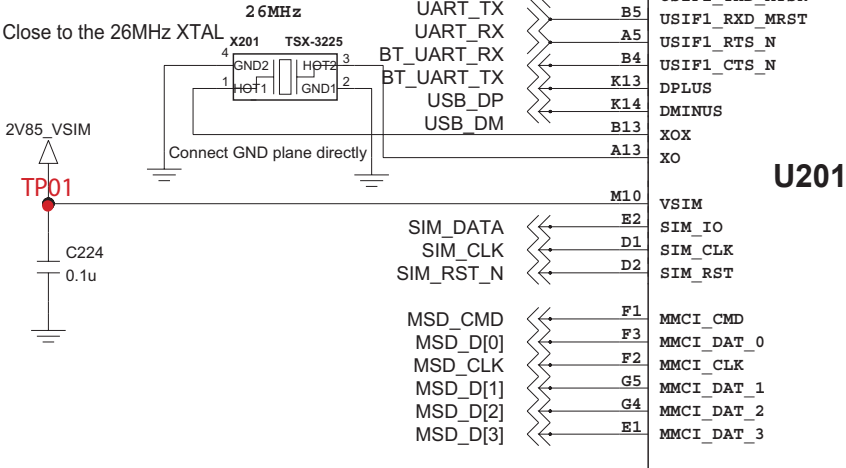 26MHz
Close to the 26MHz XTAL
X201 TSX-3225
4 GND2 HOT2 3
1 HOT1 GND1 2
Connect GND plane directly
2V85_VSIM
TP01
C224
0.1u
UART_TX
UART_RX B5 USIF1_RXD_MRST
BT_UART_RX A5 USIF1_RTS_N
BT_UART_TX B4 USIF1_CTS_N
USB_DP K13 DPLUS
USB_DM K14 DMINUS
B13 XOX
A13 XO
U201
M10 VSIM
SIM_DATA E2 SIM_IO
SIM_CLK D1 SIM_CLK
SIM_RST_N D2 SIM_RST
MSD_CMD F1 MMCI_CMD
MSD_D[0] F3 MMCI_DAT_0
MSD_CLK F2 MMCI_CLK
MSD_D[1] G5 MMCI_DAT_1
MSD_D[2] G4 MMCI_DAT_2
MSD_D[3] E1 MMCI_DAT_3